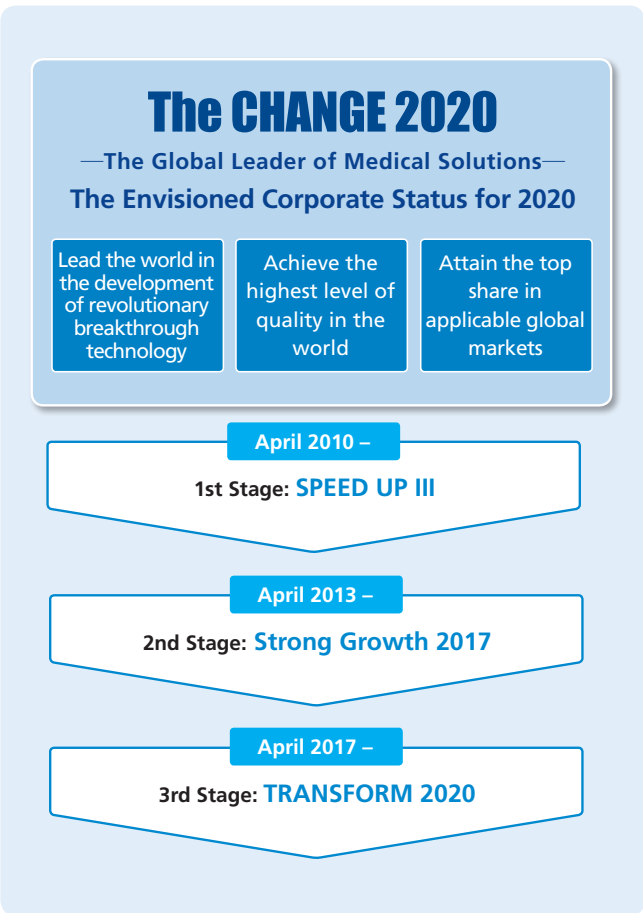 The CHANGE 2020
—The Global Leader of Medical Solutions—
The Envisioned Corporate Status for 2020
Lead the world in
the development
of revolutionary
breakthrough
technology
Achieve the
highest level of
quality in the
world
Attain the top
share in
applicable global
markets
April 2010 –
1st Stage: SPEED UP III
April 2013 –
2nd Stage: Strong Growth 2017
April 2017 –
3rd Stage: TRANSFORM 2020